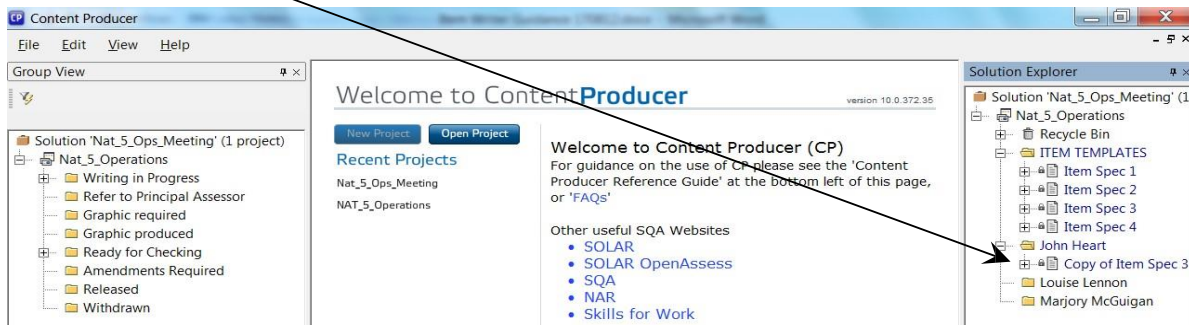 Content Producer
File Edit View Help
Group View
Solution 'Nat_5_Ops_Meeting' (1 project)
Nat_5_Operations
Writing in Progress
Refer to Principal Assessor
Graphic required
Graphic produced
Ready for Checking
Amendments Required
Released
Withdrawn
Welcome to ContentProducer
version 10.0.372.35
New Project Open Project
Recent Projects
Nat_5_Ops_Meeting
NAT_5_Operations
Welcome to Content Producer (CP)
For guidance on the use of CP please see the 'Content
Producer Reference Guide' at the bottom left of this page,
or 'FAQs'
Other useful SQA Websites
• SOLAR
• SOLAR OpenAssess
• SQA
• NAR
• Skills for Work
Solution Explorer
Solution 'Nat_5_Ops_Meeting' (1
Nat_5_Operations
Recycle Bin
ITEM TEMPLATES
Item Spec 1
Item Spec 2
Item Spec 3
Item Spec 4
John Heart
Copy of Item Spec 3
Louise Lennon
Marjory McGuigan